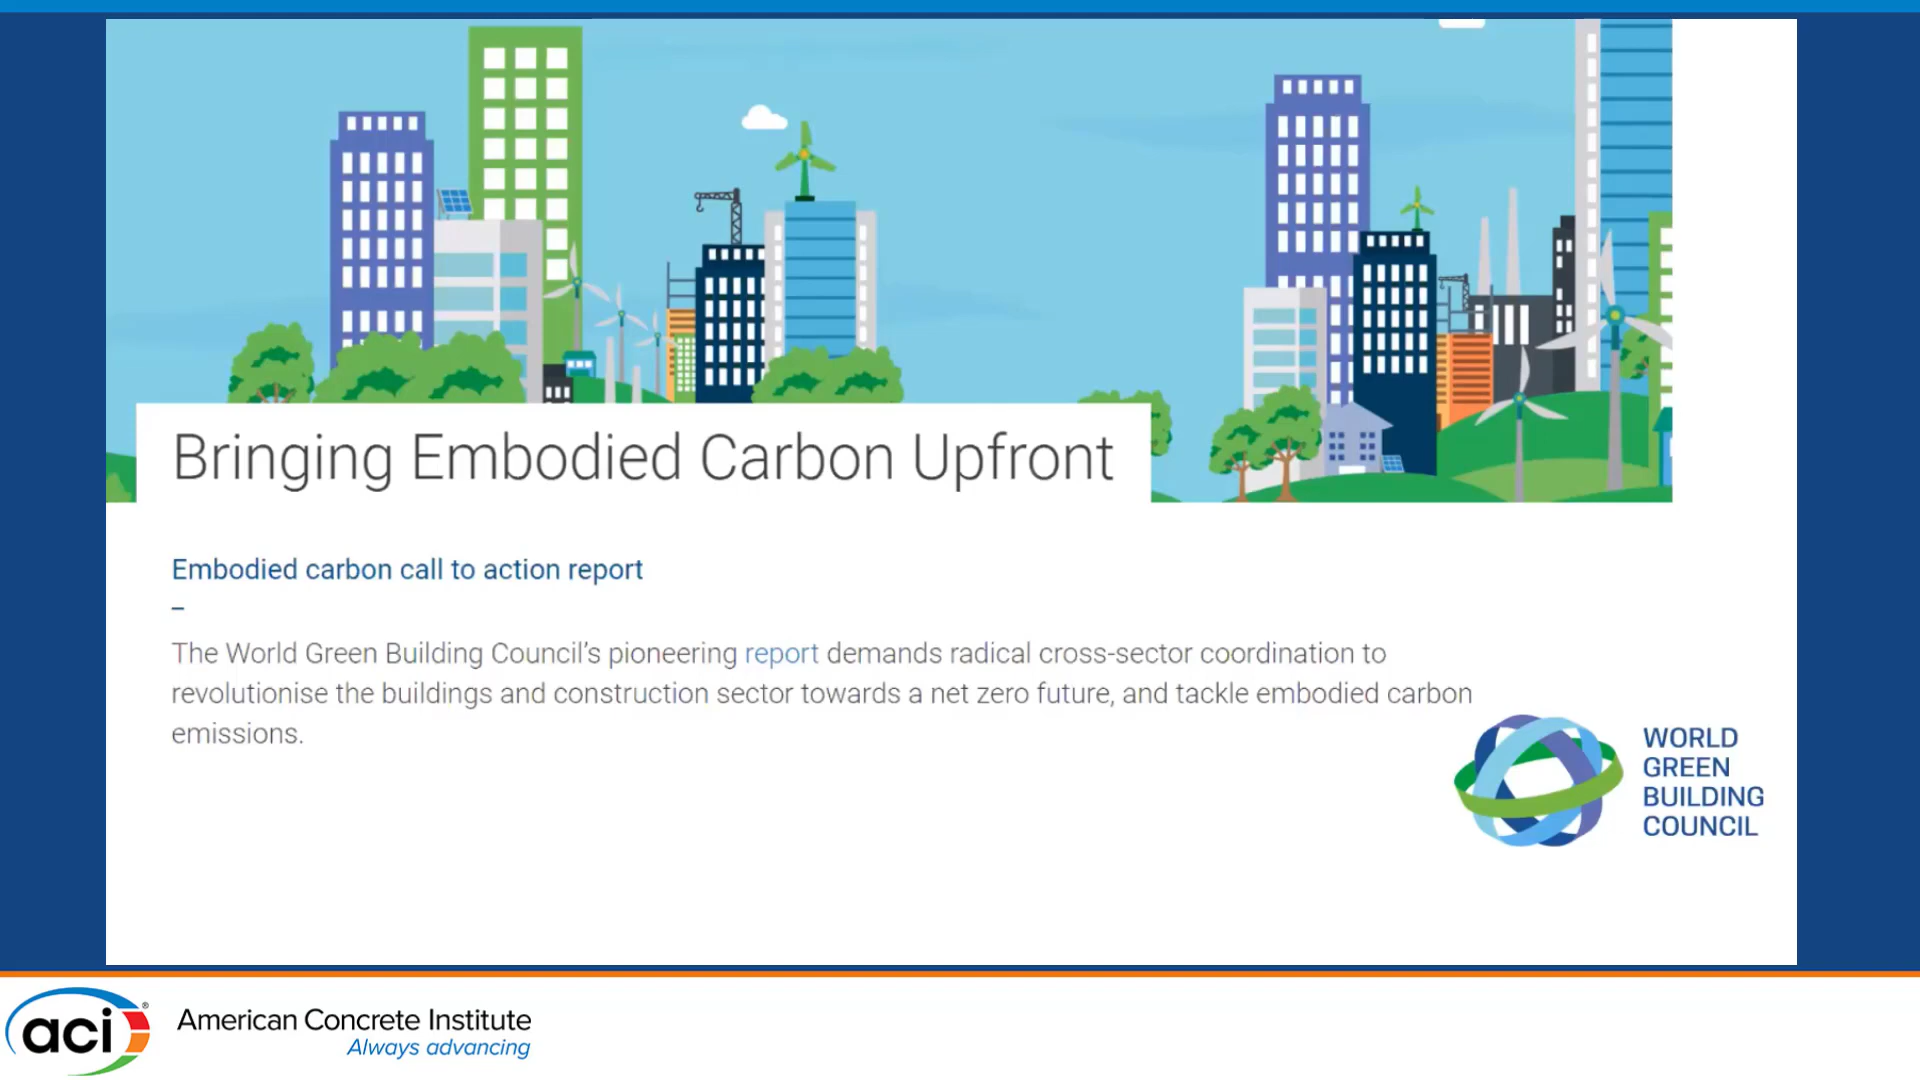 Bringing Embodied Carbon Upfront
Embodied carbon call to action report
–
The World Green Building Council’s pioneering report demands radical cross-sector coordination to
revolutionise the buildings and construction sector towards a net zero future, and tackle embodied carbon
emissions.
WORLD
GREEN
BUILDING
COUNCIL
aci®
American Concrete Institute
Always advancing